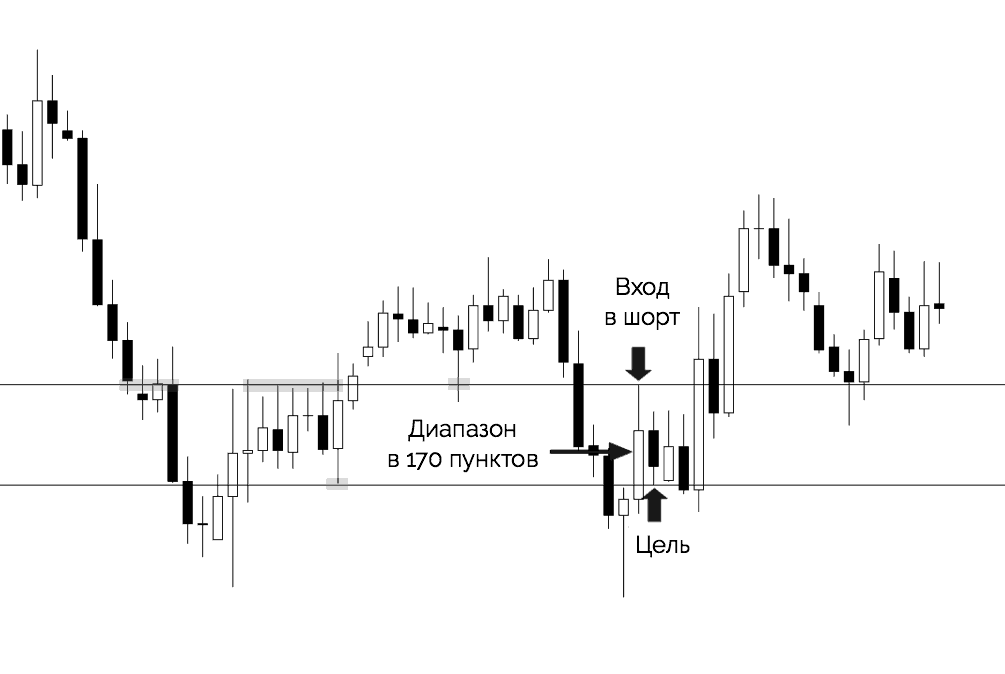 Вход
в шорт
Диапазон
в 170 пунктов
Цель